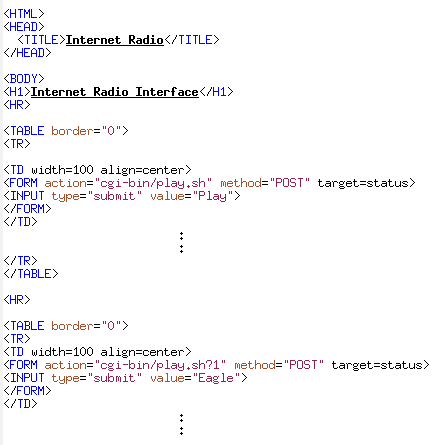 <HTML>
<HEAD>
  <TITLE>Internet Radio</TITLE>
</HEAD>

<BODY>
<H1>Internet Radio Interface</H1>
<HR>

<TABLE border="0">
<TR>

<TD width=100 align=center>
<FORM action="cgi-bin/play.sh" method="POST" target=status>
<INPUT type="submit" value="Play">
</FORM>
</TD>
:
:
</TR>
</TABLE>

<HR>

<TABLE border="0">
<TR>
<TD width=100 align=center>
<FORM action="cgi-bin/play.sh?1" method="POST" target=status>
<INPUT type="submit" value="Eagle">
</FORM>
</TD>
:
: